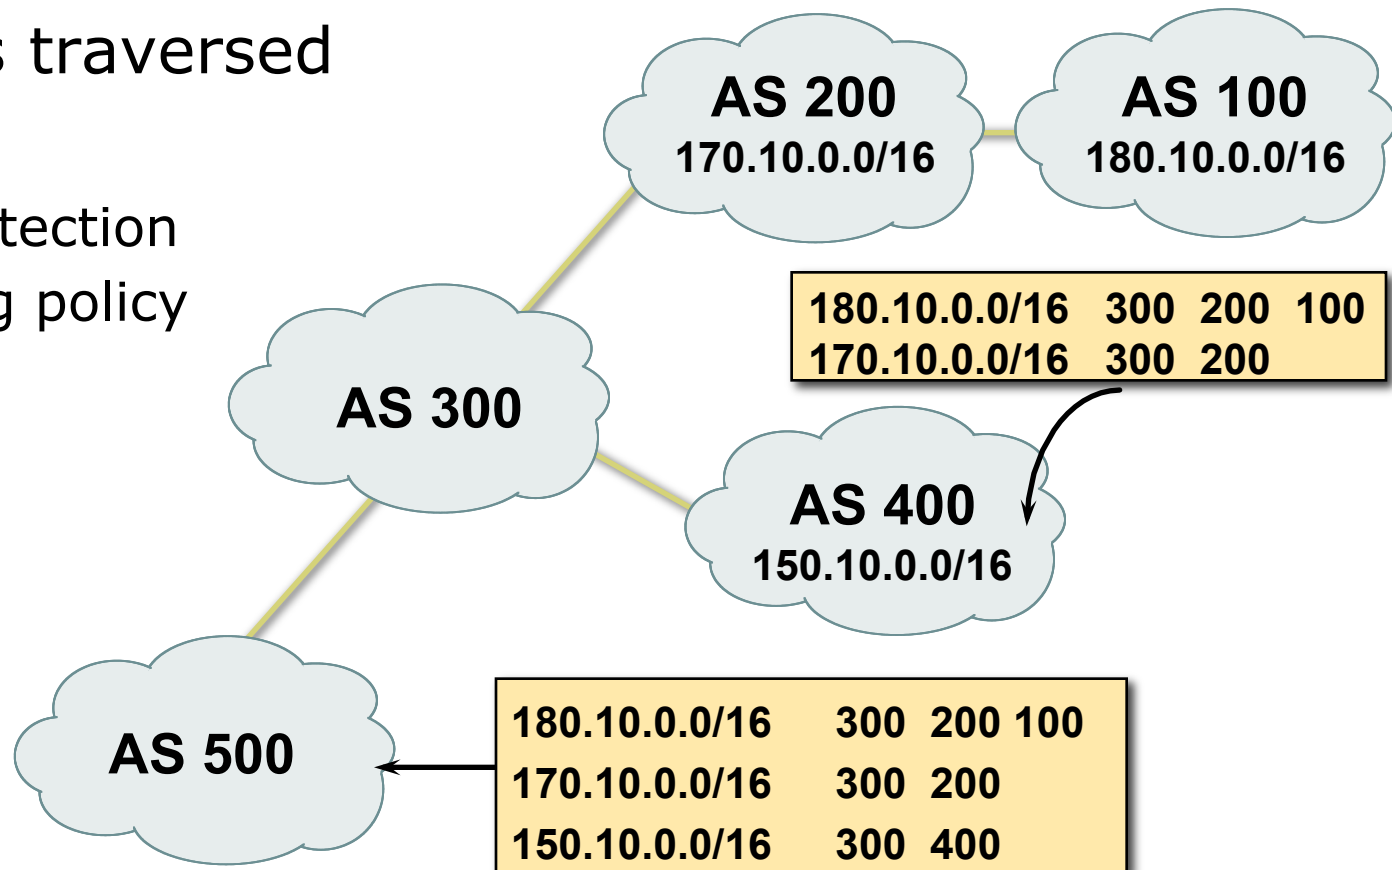 s traversed
tection
g policy
AS 200
170.10.0.0/16
AS 100
180.10.0.0/16
180.10.0.0/16 300 200 100
170.10.0.0/16 300 200
AS 300
AS 400
150.10.0.0/16
AS 500
180.10.0.0/16 300 200 100
170.10.0.0/16 300 200
150.10.0.0/16 300 400